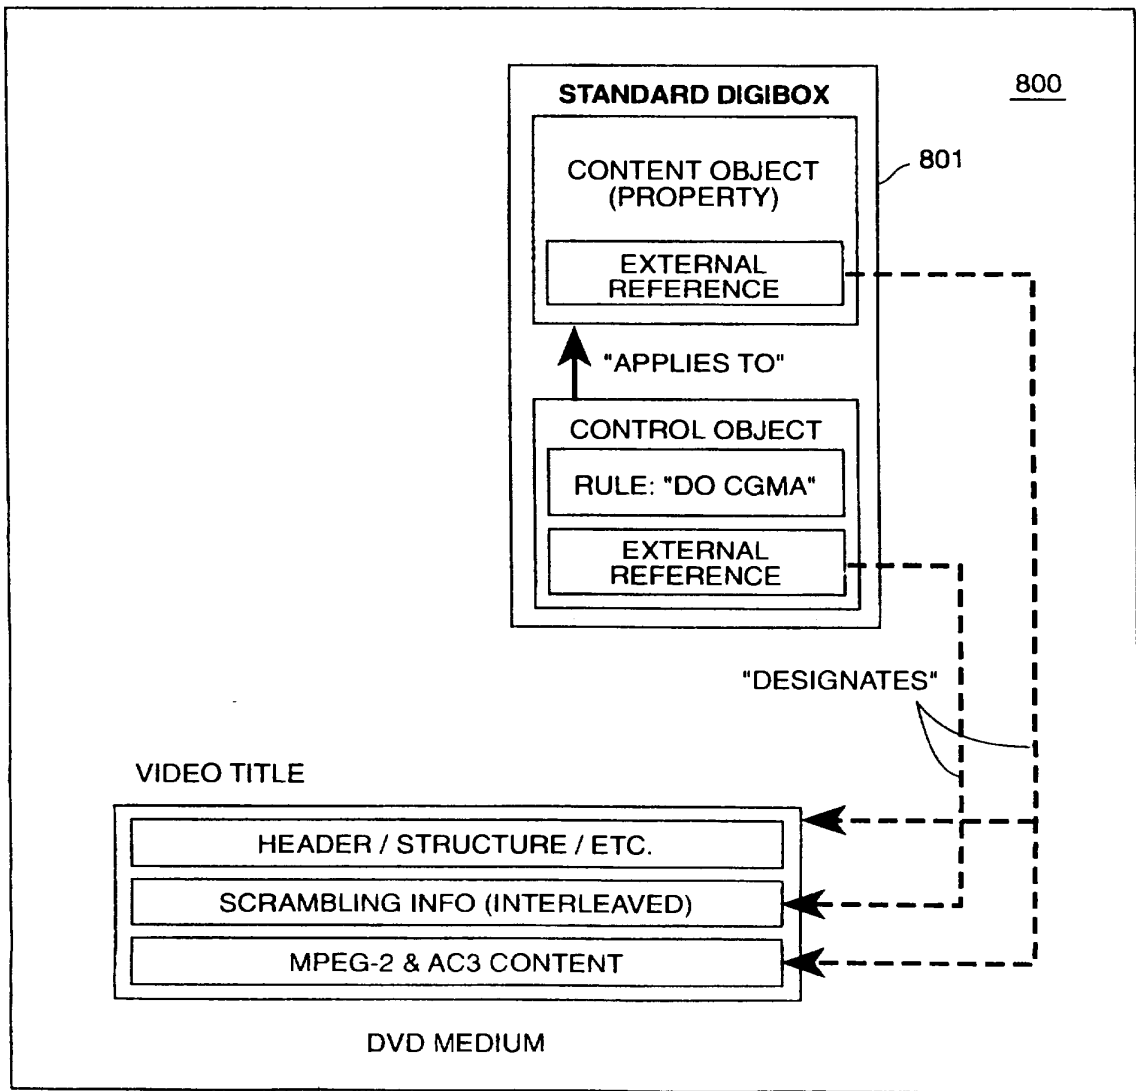 800
STANDARD DIGIBOX
801
CONTENT OBJECT
(PROPERTY)
EXTERNAL
REFERENCE
"APPLIES TO"
CONTROL OBJECT
RULE: "DO CGMA"
EXTERNAL
REFERENCE
"DESIGNATES"
VIDEO TITLE
HEADER / STRUCTURE / ETC.
SCRAMBLING INFO (INTERLEAVED)
MPEG-2 & AC3 CONTENT
DVD MEDIUM